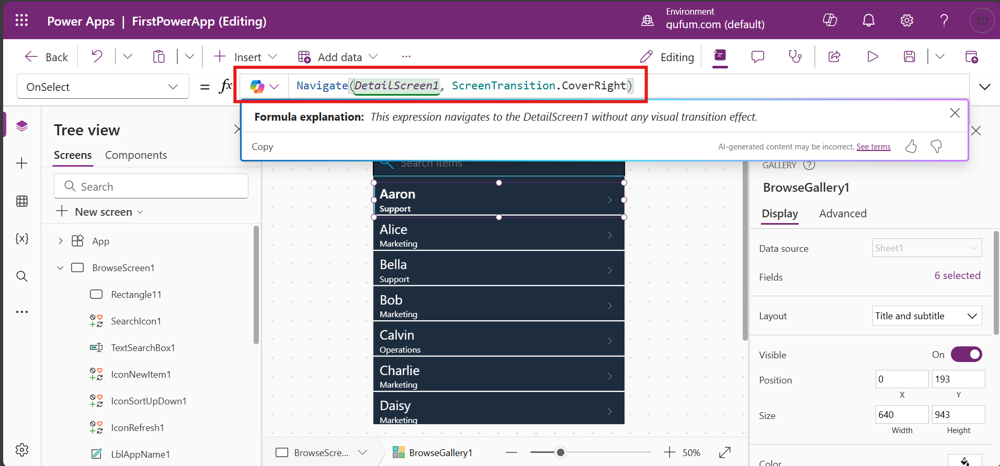 Power Apps | FirstPowerApp (Editing)
Environment
gufum.com (default)
SD
Back
Insert
Add data
...
Editing
OnSelect
= fx
Navigate(DetailScreen1, ScreenTransition.CoverRight)
Formula explanation: This expression navigates to the DetailScreen1 without any visual transition effect.
Copy
AI-generated content may be incorrect. See terms
Tree view
Screens
Components
Search
New screen
App
BrowseScreen1
Rectangle11
SearchIcon1
TextSearchBox1
IconNewItem1
IconSortUpDown1
IconRefresh1
LblAppName1
Search items
Aaron
Support
Alice
Marketing
Bella
Support
Bob
Marketing
Calvin
Operations
Charlie
Marketing
Daisy
Marketing
BrowseScre...
BrowseGallery1
50%
GALLERY
BrowseGallery1
Display
Advanced
Data source
Sheet1
Fields
6 selected
Layout
Title and subtitle
Visible
On
Position
0
193
X
Y
Size
640
943
Width
Height
Color